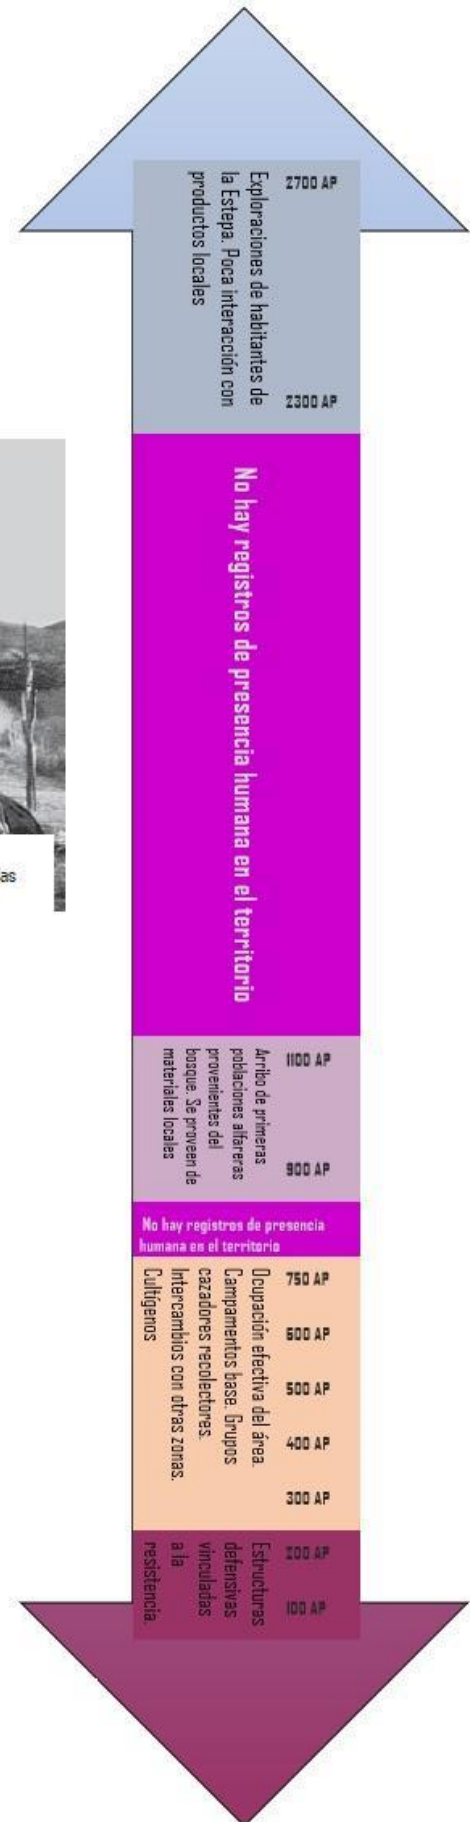 2700 AP
Exploraciones de habitantes de
la Estepa. Poca interacción con
productos locales
2300 AP
No hay registros de presencia humana en el territorio
1100 AP
Arribo de primeras
poblaciones alfareras
provenientes del
bosque. Se proveen de
materiales locales
900 AP
No hay registros de presencia
humana en el territorio
750 AP
600 AP
500 AP
400 AP
300 AP
Ocupación efectiva del área.
Campamentos base. Grupos
cazadores recolectores.
Intercambios con otras zonas.
Cultígenos
200 AP
100 AP
Estructuras
defensivas
vinculadas
a la
resistencia.
as